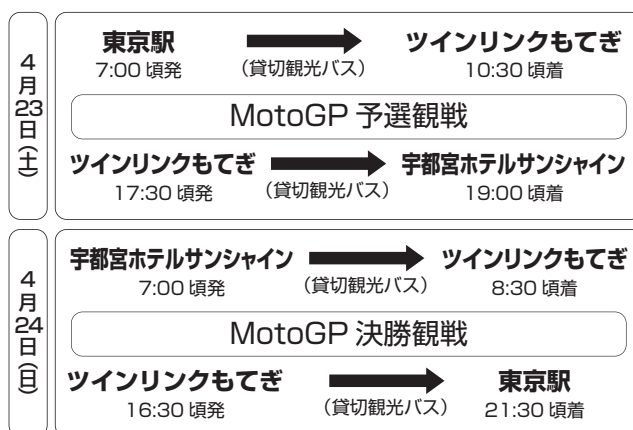 4月23日(土)
東京駅 ツインリンクもてぎ
7:00 頃発 (貸切観光バス) 10:30 頃着
MotoGP 予選観戦
ツインリンクもてぎ 宇都宮ホテルサンシャイン
17:30 頃発 (貸切観光バス) 19:00 頃着
4月24日(日)
宇都宮ホテルサンシャイン ツインリンクもてぎ
7:00 頃発 (貸切観光バス) 8:30 頃着
MotoGP 決勝観戦
ツインリンクもてぎ 東京駅
16:30 頃発 (貸切観光バス) 21:30 頃着